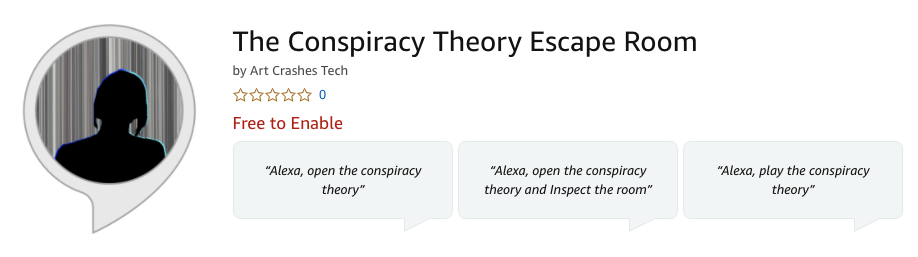 The Conspiracy Theory Escape Room
by Art Crashes Tech
0
Free to Enable
“Alexa, open the conspiracy
theory”
“Alexa, open the conspiracy
theory and Inspect the room”
“Alexa, play the conspiracy
theory”